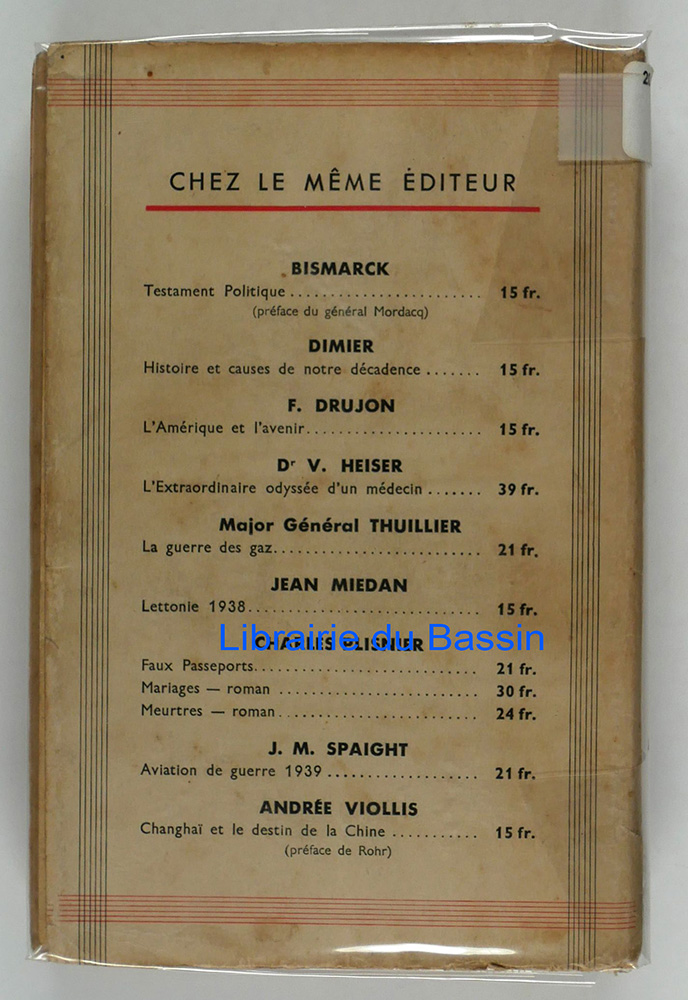 CHEZ LE MÊME ÉDITEUR
BISMARCK
Testament Politique ........................ 15 fr.
(préface du général Mordacq)
DIMIER
Histoire et causes de notre décadence ....... 15 fr.
F. DRUJON
L'Amérique et l'avenir...................... 15 fr.
Dr V. HEISER
L'Extraordinaire odyssée d'un médecin ....... 39 fr.
Major Général THUILLIER
La guerre des gaz.......................... 21 fr.
JEAN MIEDAN
Lettonie 1938............................. 15 fr.
Librairie du Bassin
CHARLES PLISNIER
Faux Passeports............................ 21 fr.
Mariages — roman ......................... 30 fr.
Meurtres — roman......................... 24 fr.
J. M. SPAIGHT
Aviation de guerre 1939 ................... 21 fr.
ANDRÉE VIOLLIS
Changhaï et le destin de la Chine ........... 15 fr.
(préface de Rohr)